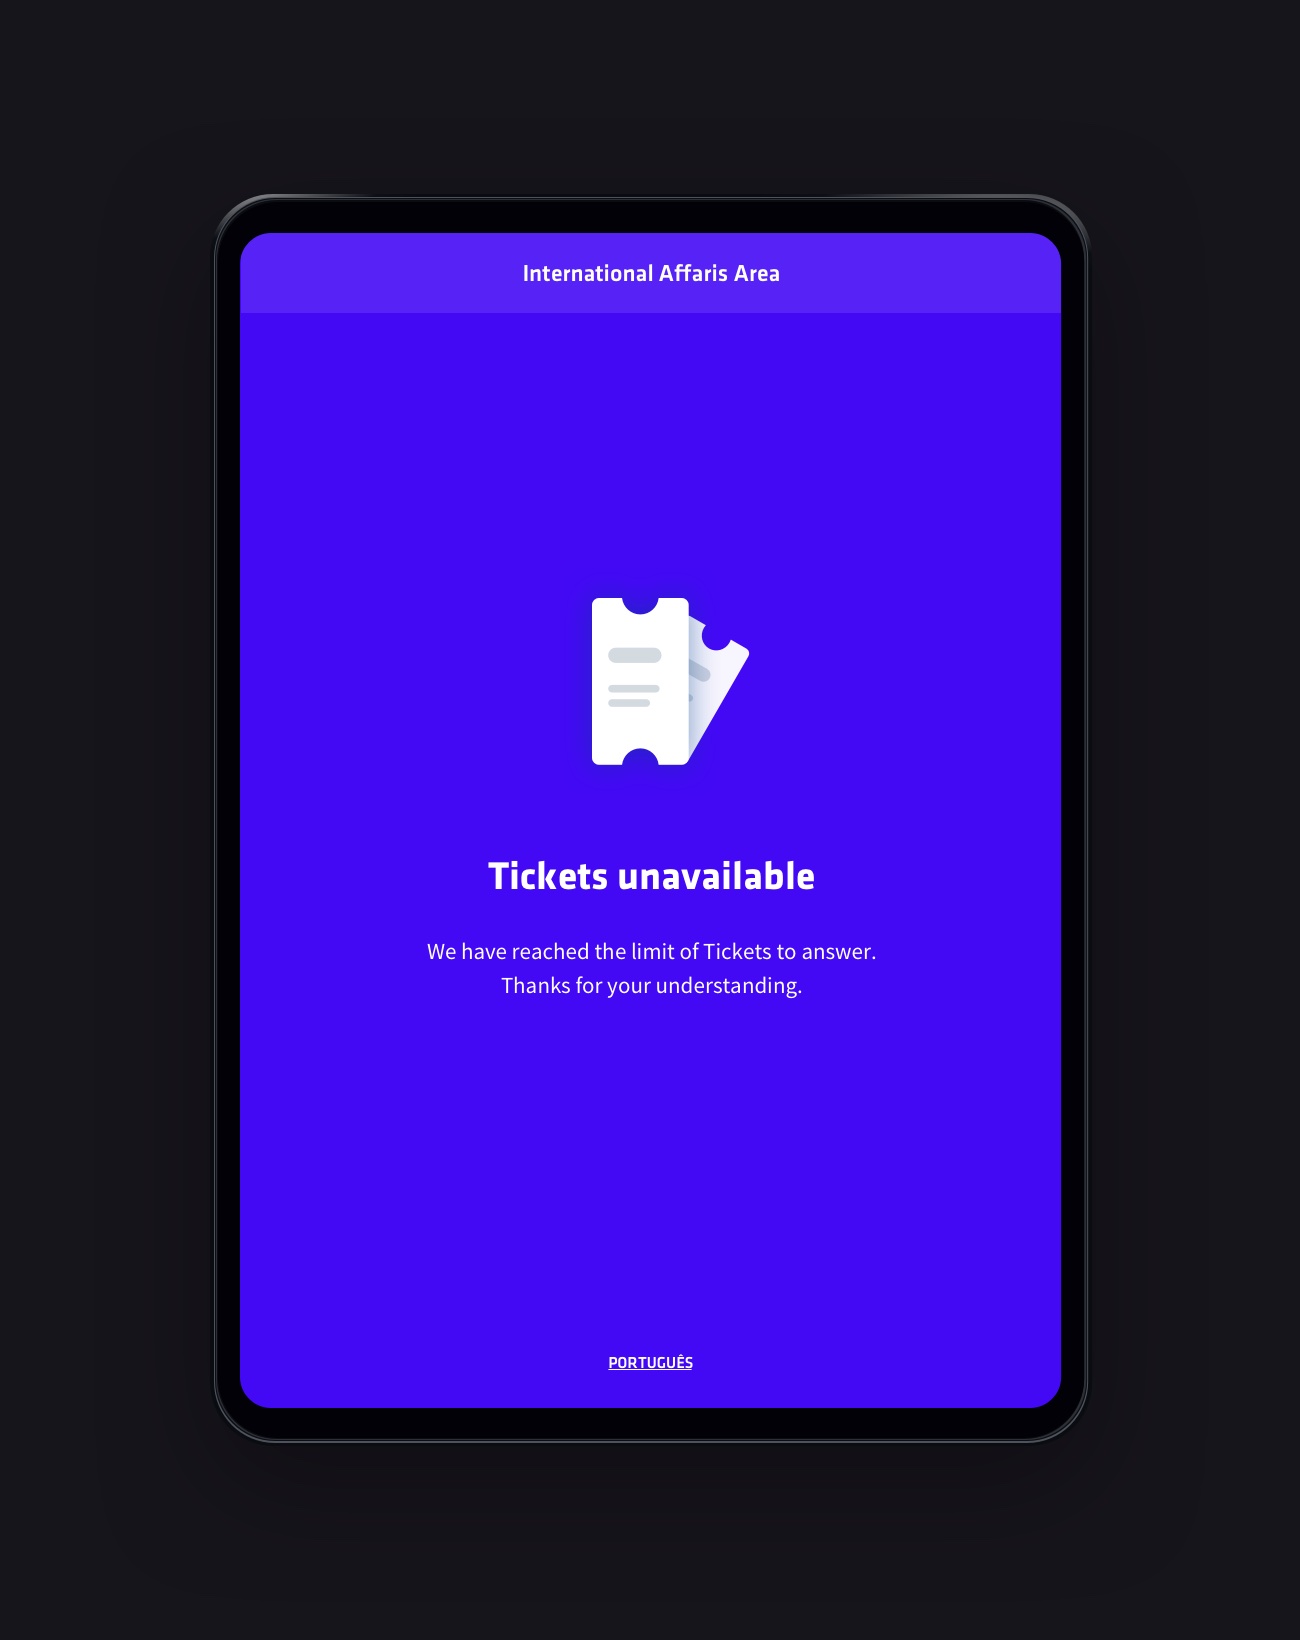 International Affaris Area
Tickets unavailable
We have reached the limit of Tickets to answer.
Thanks for your understanding.
PORTUGUÊS